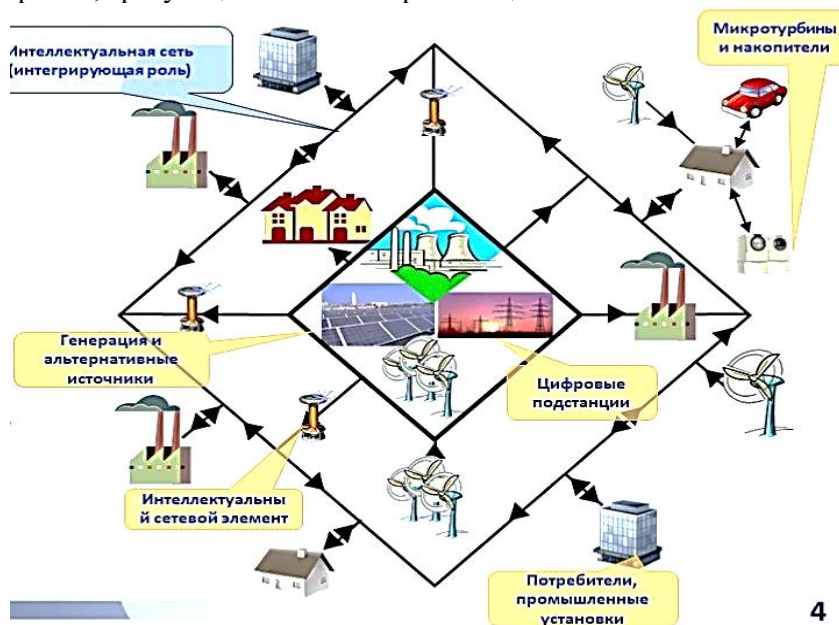 Интеллектуальная сеть
(интегрирующая роль)
Микротурбины
и накопители
Генерация и
альтернативные
источники
Цифровые
подстанции
Интеллектуальны
й сетевой элемент
Потребители,
промышленные
установки
4